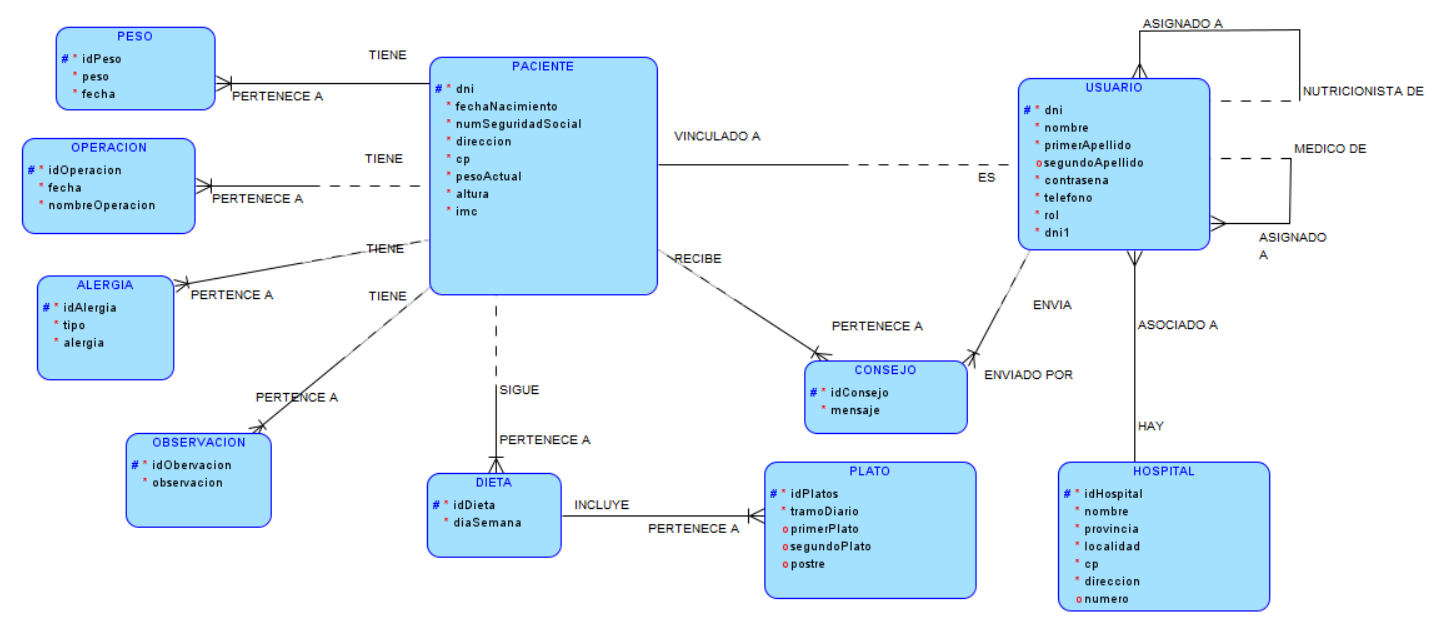 PESO
# * idPeso
* peso
* fecha
TIENE
PERTENECE A
OPERACION
# * idOperacion
* fecha
* nombreOperacion
TIENE
PERTENECE A
ALERGIA
# * idAlergia
* tipo
* alergia
TIENE
PERTENCE A
OBSERVACION
# * idObervacion
* observacion
TIENE
PERTENCE A
PACIENTE
# * dni
* fechaNacimiento
* numSeguridadSocial
* direccion
* cp
* pesoActual
* altura
* imc
VINCULADO A
ES
RECIBE
PERTENECE A
SIGUE
PERTENECE A
DIETA
# * idDieta
* diaSemana
INCLUYE
PERTENECE A
PLATO
# * idPlatos
* tramoDiario
o primerPlato
o segundoPlato
o postre
CONSEJO
# * idConsejo
* mensaje
ENVIA
ENVIADO POR
ASIGNADO A
NUTRICIONISTA DE
USUARIO
# * dni
* nombre
* primerApellido
o segundoApellido
* contrasena
* telefono
* rol
* dni1
MEDICO DE
ASIGNADO
A
ASOCIADO A
HAY
HOSPITAL
# * idHospital
* nombre
* provincia
* localidad
* cp
* direccion
o numero